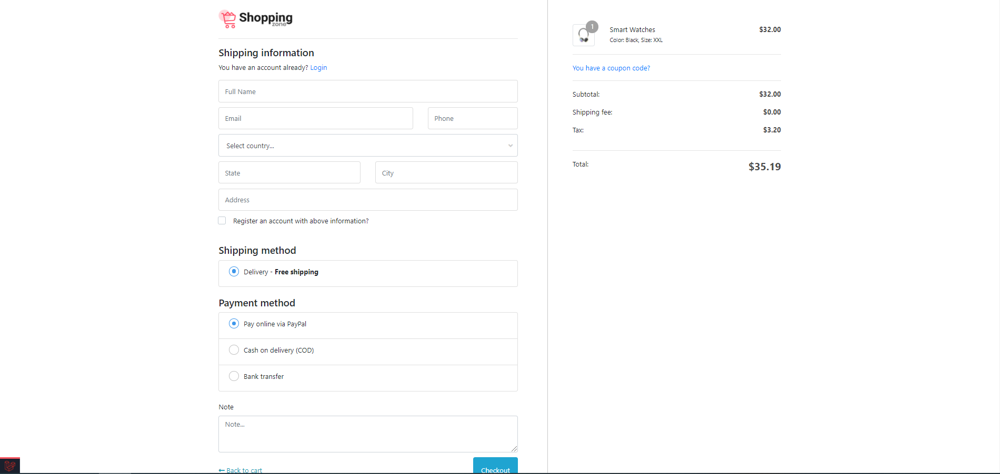 Shopping
zone
Shipping information
You have an account already? Login
Full Name
Email
Phone
Select country...
State
City
Address
Register an account with above information?
Shipping method
Delivery - Free shipping
Payment method
Pay online via PayPal
Cash on delivery (COD)
Bank transfer
Note
Note...
Back to cart
Checkout
1
Smart Watches
$32.00
Color: Black, Size: XXL
You have a coupon code?
Subtotal:
$32.00
Shipping fee:
$0.00
Tax:
$3.20
Total:
$35.19